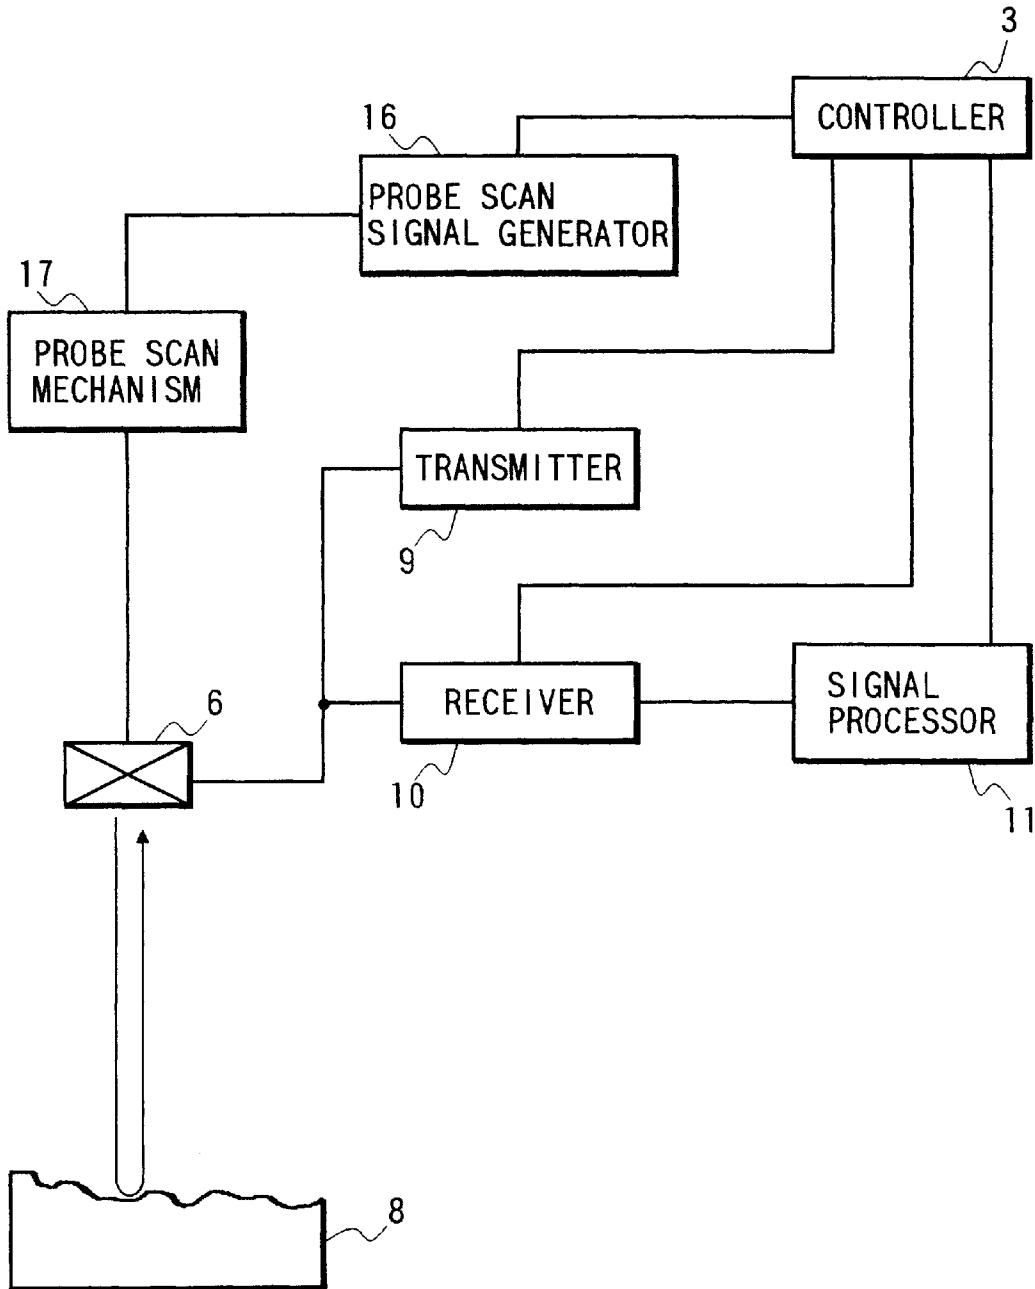 3
CONTROLLER
16
PROBE SCAN
SIGNAL GENERATOR
17
PROBE SCAN
MECHANISM
TRANSMITTER
9
6
RECEIVER
10
SIGNAL
PROCESSOR
11
8